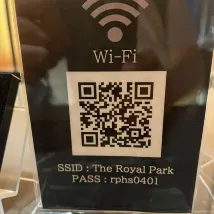 Wi-Fi
SSID : The Royal Park
PASS : rphs0401